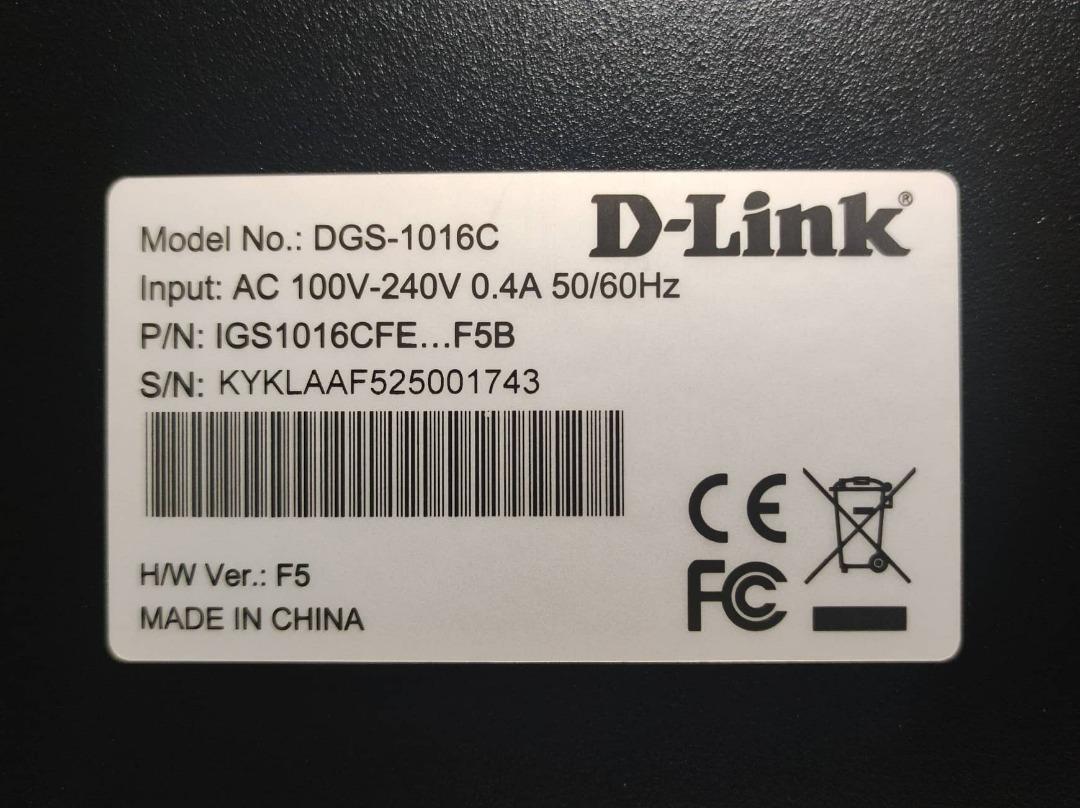 D-Link®
Model No.: DGS-1016C
Input: AC 100V-240V 0.4A 50/60Hz
P/N: IGS1016CFE...F5B
S/N: KYKLAAF525001743
H/W Ver.: F5
MADE IN CHINA
CE
FC